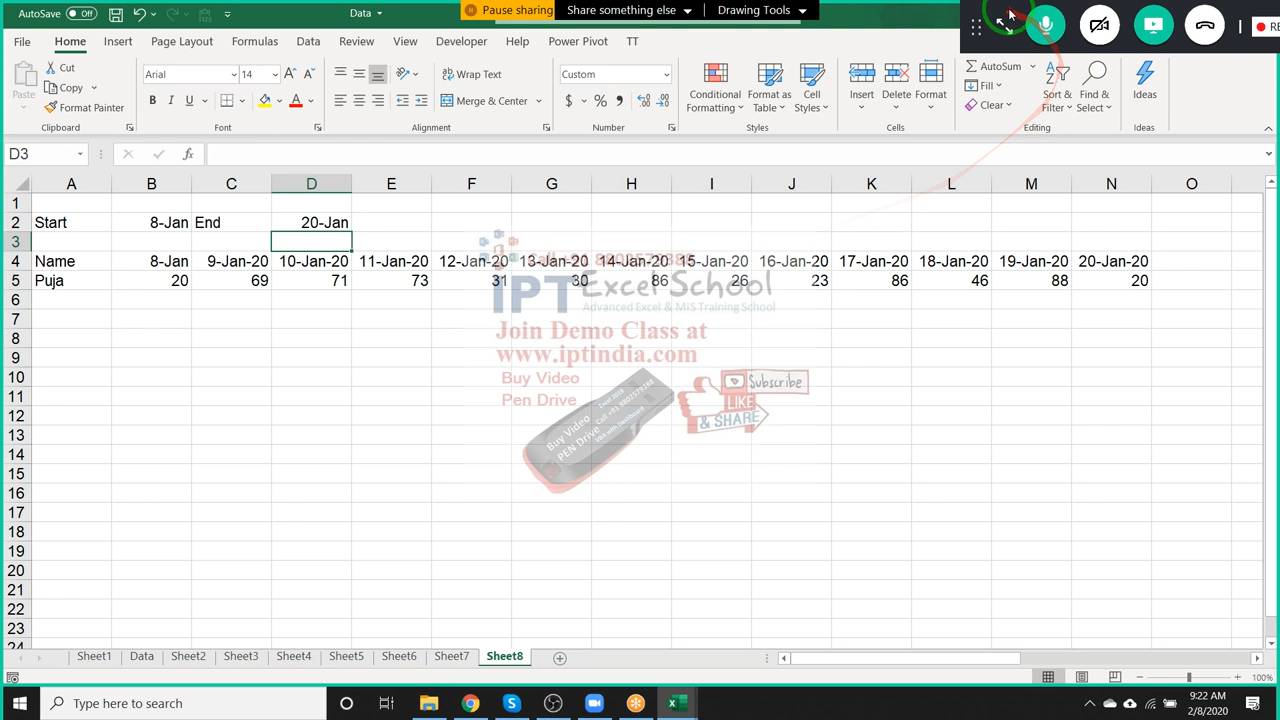 AutoSave Off Data
Pause sharing Share something else Drawing Tools
File Home Insert Page Layout Formulas Data Review View Developer Help Power Pivot TT
Paste Cut Copy Format Painter Clipboard
Arial 14 A A B I U A Font
Wrap Text Merge & Center Alignment
Custom $ % Number
Conditional Formatting Format as Table Cell Styles Styles
Insert Delete Format Cells
AutoSum Fill Clear Sort & Filter Find & Select Editing
Ideas Ideas
D3 fx
A B C D E F G H I J K L M N O
1
2 Start 8-Jan End 20-Jan
3
4 Name 8-Jan 9-Jan-20 10-Jan-20 11-Jan-20 12-Jan-20 13-Jan-20 14-Jan-20 15-Jan-20 16-Jan-20 17-Jan-20 18-Jan-20 19-Jan-20 20-Jan-20
5 Puja 20 69 71 73 31 30 86 26 23 86 46 88 20
6
7
8
9
10
11
12
13
14
15
16
17
18
19
20
21
22
23
24
IPT Excel School
Advanced Excel & MIS Training School
Join Demo Class at
www.iptindia.com
Buy Video
Pen Drive
Subscribe
LIKE
& SHARE
Buy Video
PEN Drive
Sheet1 Data Sheet2 Sheet3 Sheet4 Sheet5 Sheet6 Sheet7 Sheet8
100%
Type here to search
9:22 AM
2/8/2020